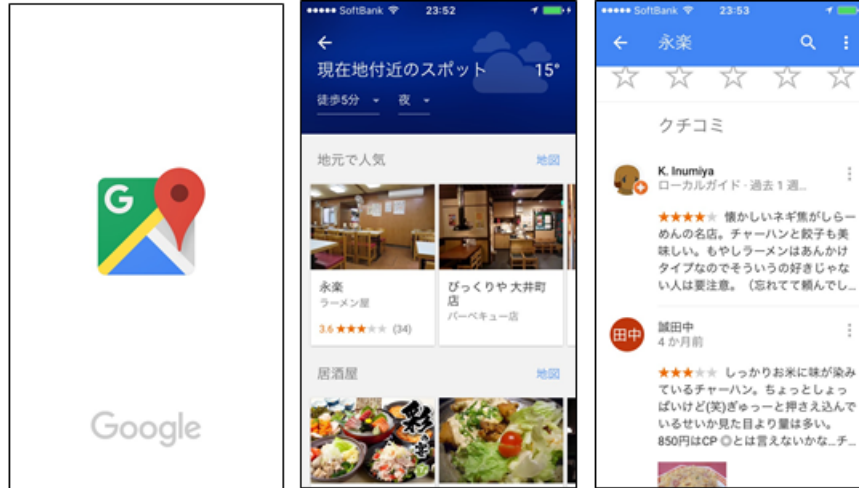 G
Google
SoftBank 23:52
現在地付近のスポット 15°
徒歩5分 夜
地元で人気 地図
永楽
ラーメン屋
3.6 ★★★★★ (34)
びっくりや 大井町
店
バーベキュー店
居酒屋 地図
SoftBank 23:53
永楽
クチコミ
K. Inumiya
ローカルガイド · 過去 1 週...
★★★★★ 懐かしいネギ焦がしらー
めんの名店。チャーハンと餃子も美
味しい。もやしラーメンはあんかけ
タイプなのでそういうの好きじゃな
い人は要注意。（忘れてて頼んでし...
田中
誠田中
4 か月前
★★★★★ しっかりお米に味が染み
ているチャーハン。ちょっとしょっ
ぱいけど(笑)ぎゅっーと押さえ込んで
いるせいか見た目より量は多い。
850円はCP ◎とは言えないかな...チ...